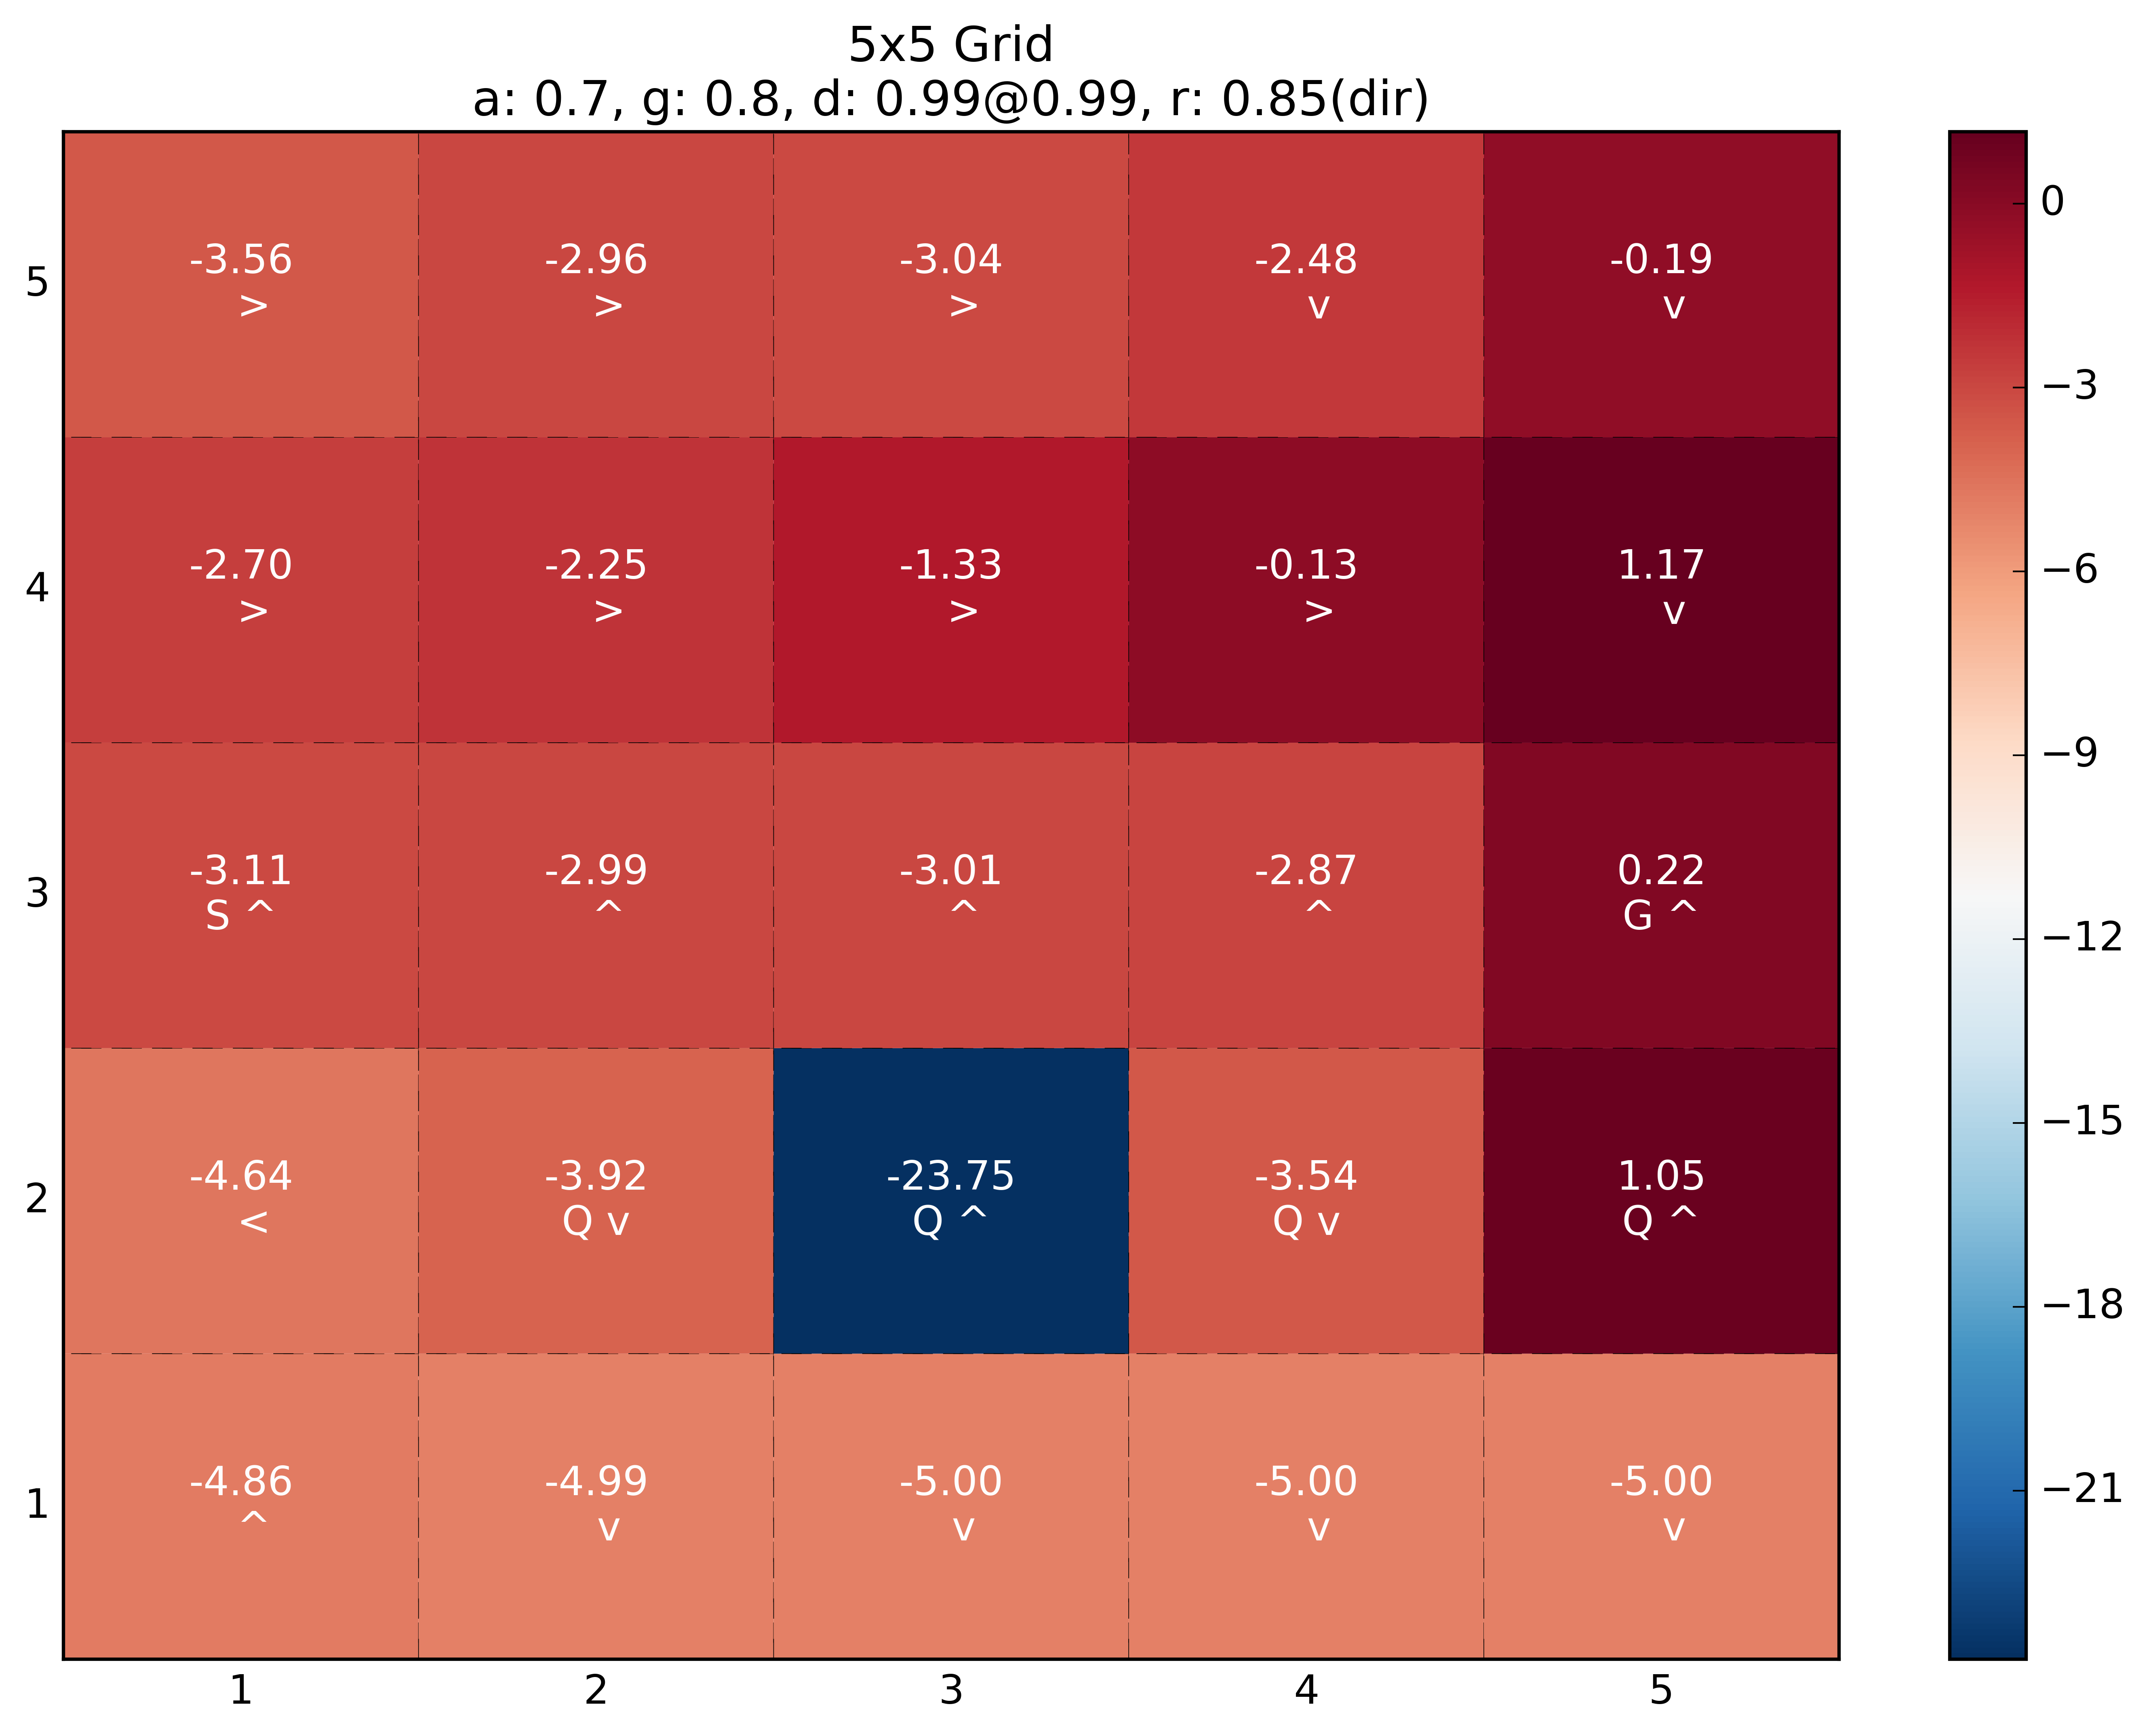 5x5 Grid
a: 0.7, g: 0.8, d: 0.99@0.99, r: 0.85(dir)
5
-3.56 -2.96 -3.04 -2.48 -0.19
> > > v v
4
-2.70 -2.25 -1.33 -0.13 1.17
> > > > v
3
-3.11 -2.99 -3.01 -2.87 0.22
S ^ ^ ^ ^ G ^
2
-4.64 -3.92 -23.75 -3.54 1.05
< Q v Q ^ Q v Q ^
1
-4.86 -4.99 -5.00 -5.00 -5.00
^ v v v v
1 2 3 4 5
0
−3
−6
−9
−12
−15
−18
−21